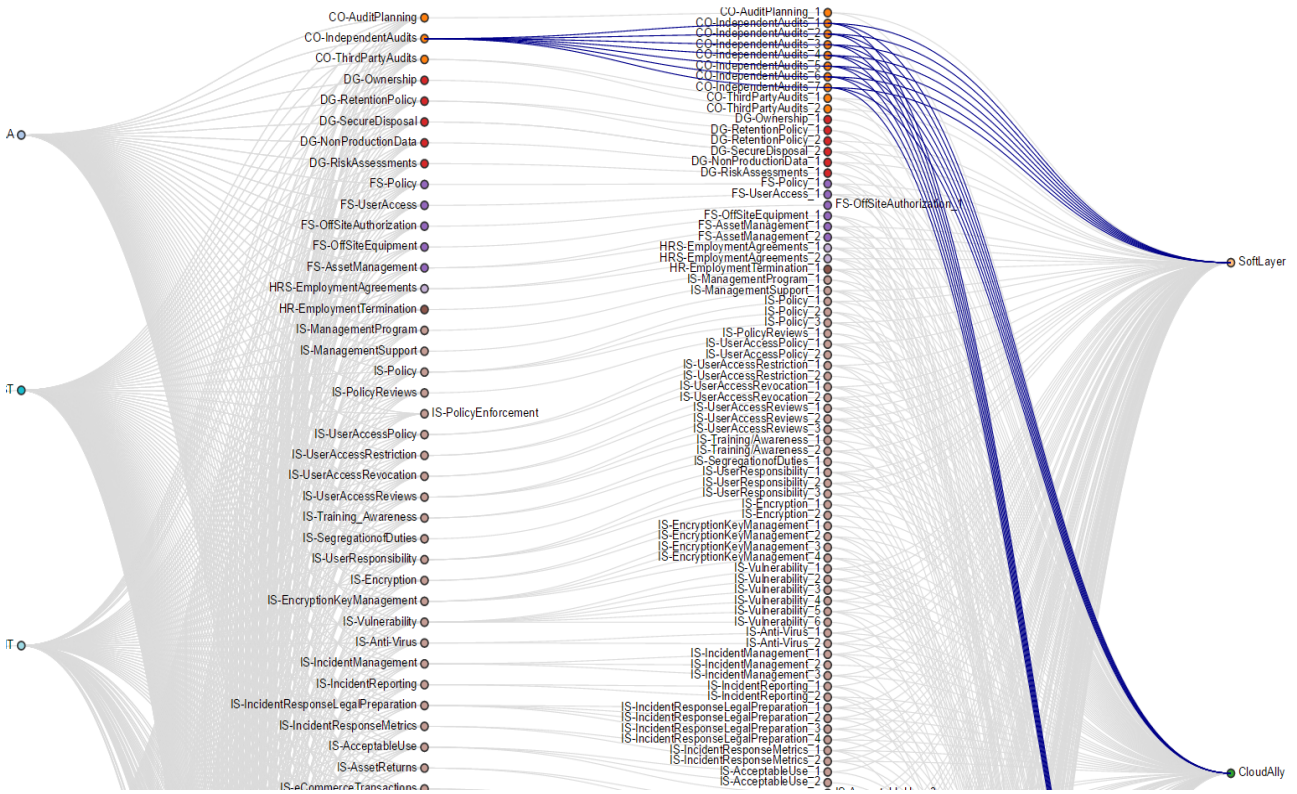 A
ST
IT
CO-AuditPlanning
CO-IndependentAudits
CO-ThirdPartyAudits
DG-Ownership
DG-RetentionPolicy
DG-SecureDisposal
DG-NonProductionData
DG-RiskAssessments
FS-Policy
FS-UserAccess
FS-OffSiteAuthorization
FS-OffSiteEquipment
FS-AssetManagement
HRS-EmploymentAgreements
HR-EmploymentTermination
IS-ManagementProgram
IS-ManagementSupport
IS-Policy
IS-PolicyReviews
IS-PolicyEnforcement
IS-UserAccessPolicy
IS-UserAccessRestriction
IS-UserAccessRevocation
IS-UserAccessReviews
IS-Training_Awareness
IS-SegregationofDuties
IS-UserResponsibility
IS-Encryption
IS-EncryptionKeyManagement
IS-Vulnerability
IS-Anti-Virus
IS-IncidentManagement
IS-IncidentReporting
IS-IncidentResponseLegalPreparation
IS-IncidentResponseMetrics
IS-AcceptableUse
IS-AssetReturns
IS-eCommerceTransactions
CO-AuditPlanning_1
CO-IndependentAudits_1
CO-IndependentAudits_2
CO-IndependentAudits_3
CO-IndependentAudits_4
CO-IndependentAudits_5
CO-IndependentAudits_6
CO-IndependentAudits_7
CO-ThirdPartyAudits_1
CO-ThirdPartyAudits_2
DG-Ownership_1
DG-RetentionPolicy_1
DG-RetentionPolicy_2
DG-SecureDisposal_2
DG-NonProductionData_1
DG-RiskAssessments_1
FS-Policy_1
FS-UserAccess_1
FS-OffSiteAuthorization_1
FS-OffSiteEquipment_1
FS-AssetManagement_1
FS-AssetManagement_2
HRS-EmploymentAgreements_1
HRS-EmploymentAgreements_2
HR-EmploymentTermination_1
IS-ManagementProgram_1
IS-ManagementSupport_1
IS-Policy_1
IS-Policy_2
IS-Policy_3
IS-PolicyReviews_1
IS-UserAccessPolicy_1
IS-UserAccessPolicy_2
IS-UserAccessRestriction_1
IS-UserAccessRestriction_2
IS-UserAccessRevocation_1
IS-UserAccessRevocation_2
IS-UserAccessReviews_1
IS-UserAccessReviews_2
IS-UserAccessReviews_3
IS-Training/Awareness_1
IS-Training/Awareness_2
IS-SegregationofDuties_1
IS-UserResponsibility_1
IS-UserResponsibility_2
IS-UserResponsibility_3
IS-Encryption_1
IS-Encryption_2
IS-EncryptionKeyManagement_1
IS-EncryptionKeyManagement_2
IS-EncryptionKeyManagement_3
IS-EncryptionKeyManagement_4
IS-Vulnerability_1
IS-Vulnerability_2
IS-Vulnerability_3
IS-Vulnerability_4
IS-Vulnerability_5
IS-Vulnerability_6
IS-Anti-Virus_1
IS-Anti-Virus_2
IS-IncidentManagement_1
IS-IncidentManagement_2
IS-IncidentManagement_3
IS-IncidentReporting_1
IS-IncidentReporting_2
IS-IncidentResponseLegalPreparation_1
IS-IncidentResponseLegalPreparation_2
IS-IncidentResponseLegalPreparation_3
IS-IncidentResponseLegalPreparation_4
IS-IncidentResponseMetrics_1
IS-IncidentResponseMetrics_2
IS-AcceptableUse_1
IS-AcceptableUse_2
SoftLayer
CloudAlly